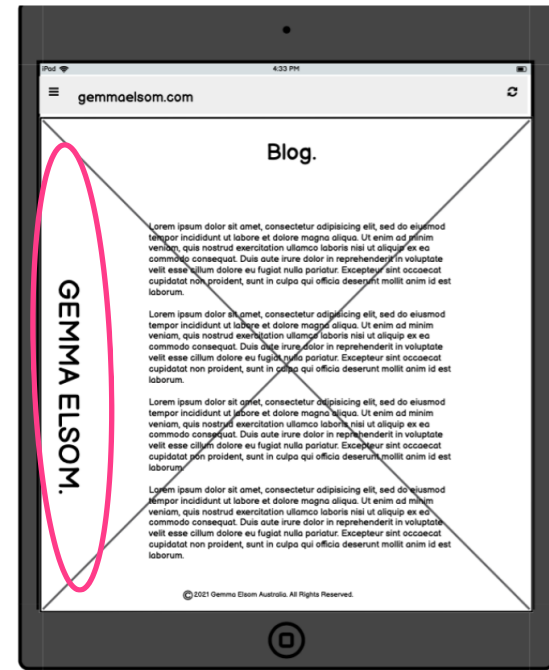 iPod 4:33 PM
gemmaelsom.com
Blog.
GEMMA ELSOM.
Lorem ipsum dolor sit amet, consectetur adipisicing elit, sed do eiusmod
tempor incididunt ut labore et dolore magna aliqua. Ut enim ad minim
veniam, quis nostrud exercitation ullamco laboris nisi ut aliquip ex ea
commodo consequat. Duis aute irure dolor in reprehenderit in voluptate
velit esse cillum dolore eu fugiat nulla pariatur. Excepteur sint occaecat
cupidatat non proident, sunt in culpa qui officia deserunt mollit anim id est
laborum.
Lorem ipsum dolor sit amet, consectetur adipisicing elit, sed do eiusmod
tempor incididunt ut labore et dolore magna aliqua. Ut enim ad minim
veniam, quis nostrud exercitation ullamco laboris nisi ut aliquip ex ea
commodo consequat. Duis aute irure dolor in reprehenderit in voluptate
velit esse cillum dolore eu fugiat nulla pariatur. Excepteur sint occaecat
cupidatat non proident, sunt in culpa qui officia deserunt mollit anim id est
laborum.
Lorem ipsum dolor sit amet, consectetur adipisicing elit, sed do eiusmod
tempor incididunt ut labore et dolore magna aliqua. Ut enim ad minim
veniam, quis nostrud exercitation ullamco laboris nisi ut aliquip ex ea
commodo consequat. Duis aute irure dolor in reprehenderit in voluptate
velit esse cillum dolore eu fugiat nulla pariatur. Excepteur sint occaecat
cupidatat non proident, sunt in culpa qui officia deserunt mollit anim id est
laborum.
Lorem ipsum dolor sit amet, consectetur adipisicing elit, sed do eiusmod
tempor incididunt ut labore et dolore magna aliqua. Ut enim ad minim
veniam, quis nostrud exercitation ullamco laboris nisi ut aliquip ex ea
commodo consequat. Duis aute irure dolor in reprehenderit in voluptate
velit esse cillum dolore eu fugiat nulla pariatur. Excepteur sint occaecat
cupidatat non proident, sunt in culpa qui officia deserunt mollit anim id est
laborum.
©2021 Gemma Elsom Australia. All Rights Reserved.